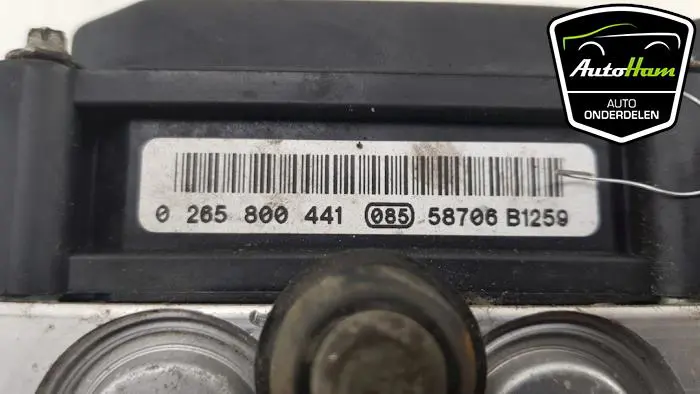 AutoHam
AUTO
ONDERDELEN
0 265 800 441 085 58706 B1259